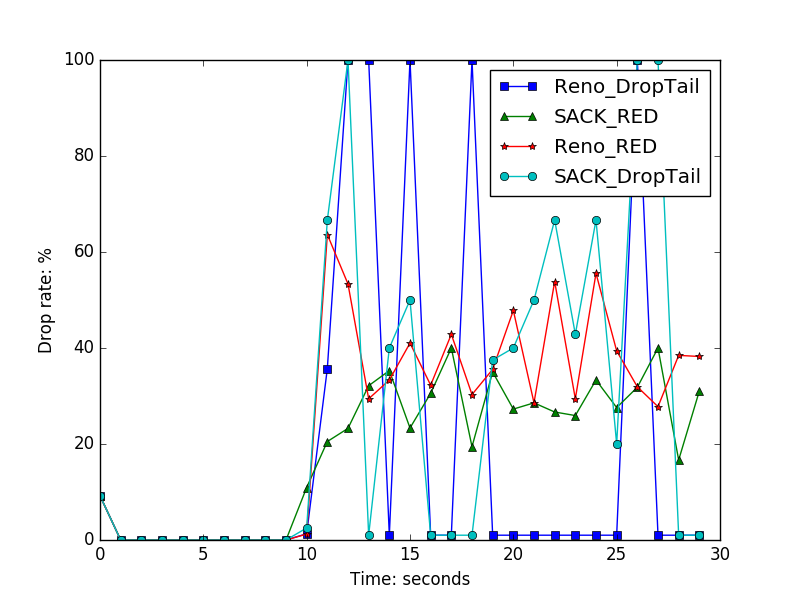 100
80
60
40
20
0
Drop rate: %
0 5 10 15 20 25 30
Time: seconds
Reno_DropTail
SACK_RED
Reno_RED
SACK_DropTail